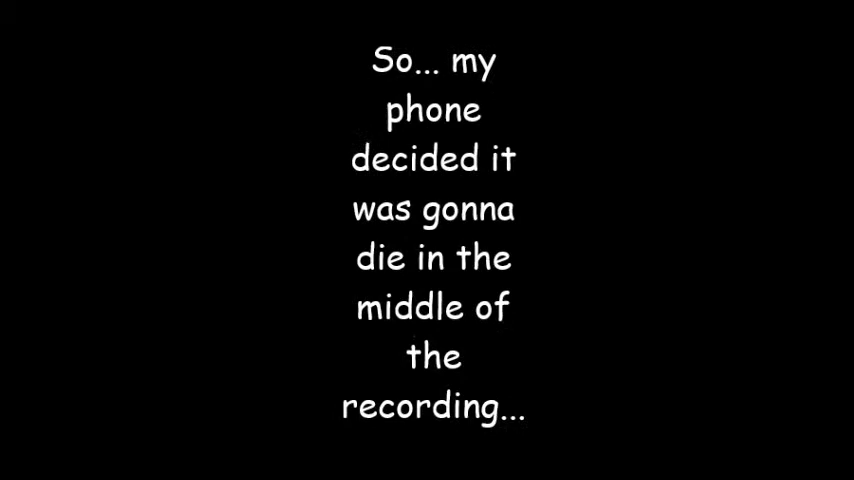 So... my
phone
decided it
was gonna
die in the
middle of
the
recording...